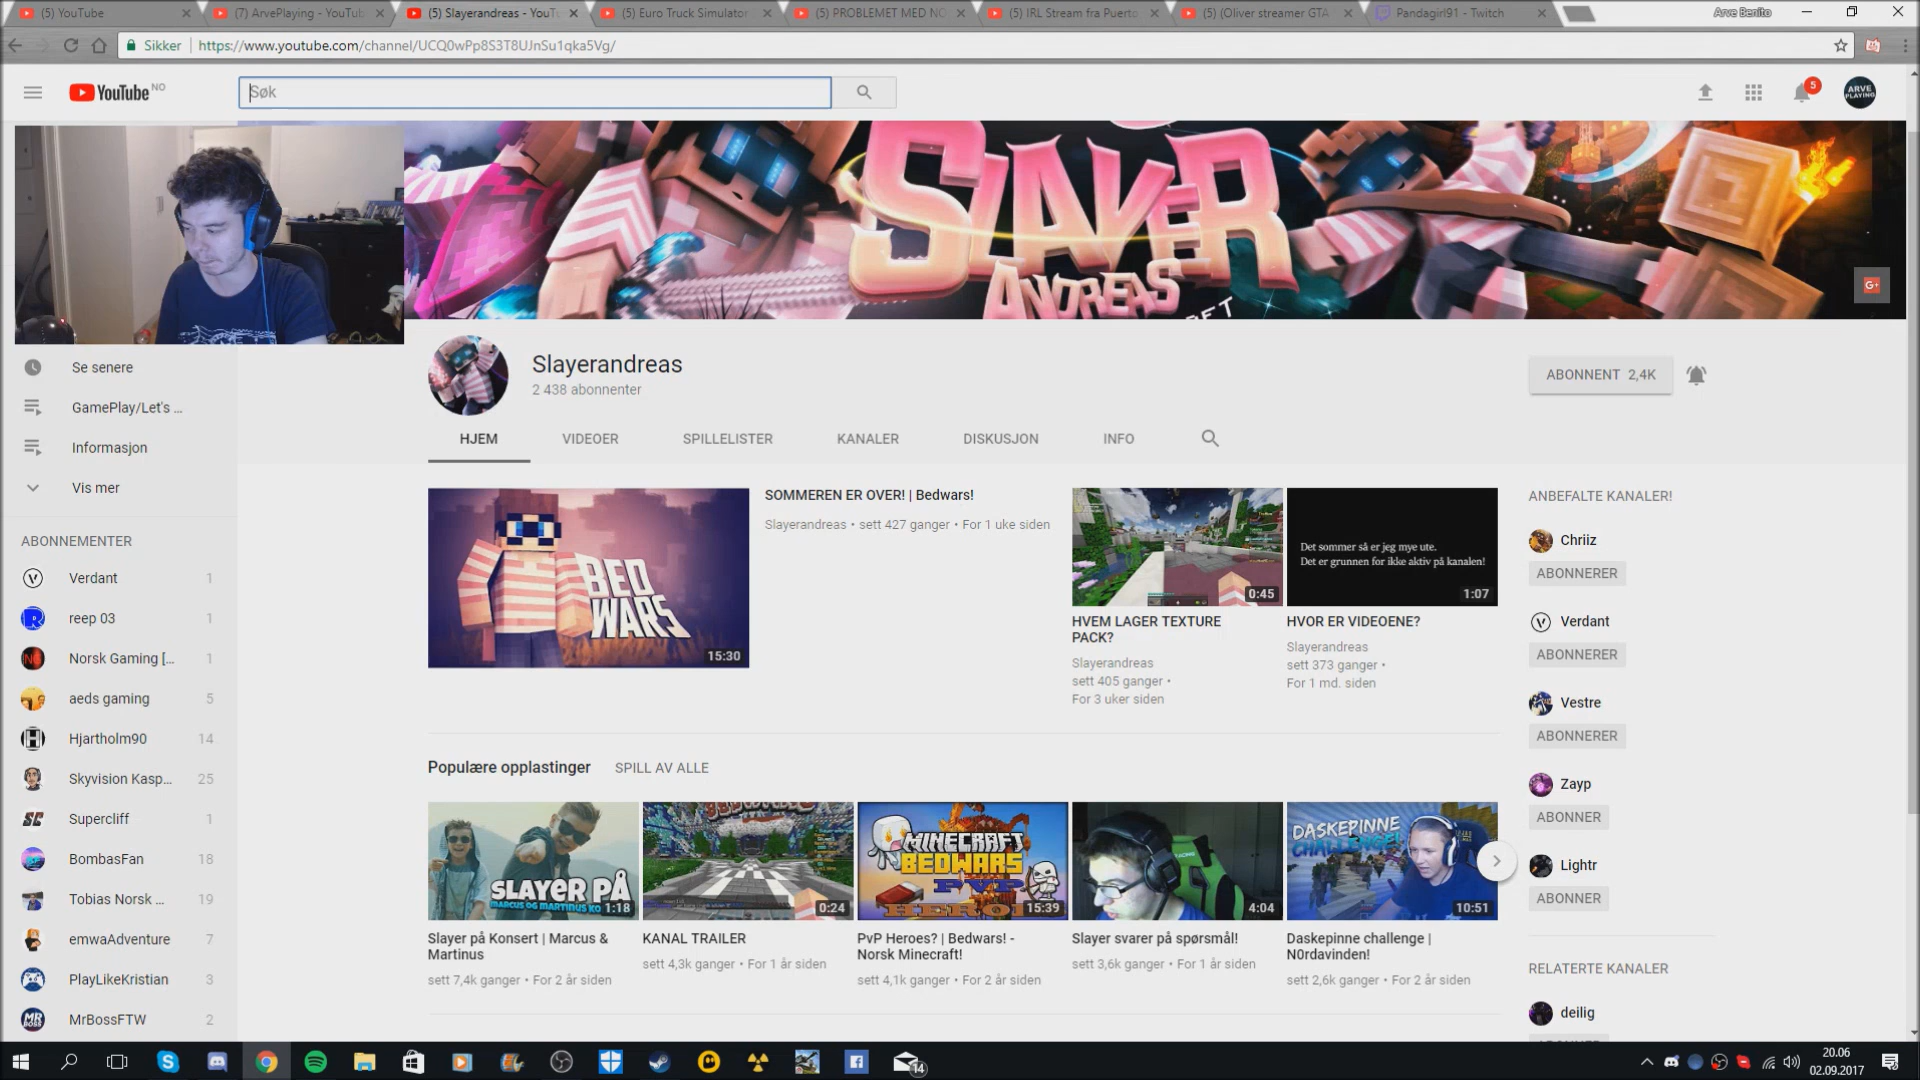 (5) YouTube
(7) ArvePlaying - YouTub
(5) Slayerandreas - YouTu
(5) Euro Truck Simulator
(5) PROBLEMET MED NO
(5) IRL Stream fra Puerto
(5) (Oliver streamer GTA
Pandagirl91 - Twitch
Arve Benito
Sikker
https://www.youtube.com/channel/UCQ0wPp8S3T8UJnSu1qka5Vg/
YouTube NO
Søk
5
ARVE
PLAYING
SLAYER
ANDREAS
G+
Slayerandreas
2 438 abonnenter
ABONNENT 2,4K
HJEM
VIDEOER
SPILLELISTER
KANALER
DISKUSJON
INFO
Se senere
GamePlay/Let's ...
Informasjon
Vis mer
ABONNEMENTER
Verdant 1
reep 03 1
Norsk Gaming [... 1
aeds gaming 5
Hjartholm90 14
Skyvision Kasp... 25
Supercliff 1
BombasFan 18
Tobias Norsk ... 19
emwaAdventure 7
PlayLikeKristian 3
MrBossFTW 2
BED
WARS
15:30
SOMMEREN ER OVER! | Bedwars!
Slayerandreas • sett 427 ganger • For 1 uke siden
0:45
HVEM LAGER TEXTURE
PACK?
Slayerandreas
sett 405 ganger •
For 3 uker siden
Det sommer så er jeg mye ute.
Det er grunnen for ikke aktiv på kanalen!
1:07
HVOR ER VIDEOENE?
Slayerandreas
sett 373 ganger •
For 1 md. siden
Populære opplastinger
SPILL AV ALLE
SLAYER PÅ
MARCUS OG MARTINUS KO
1:18
Slayer på Konsert | Marcus &
Martinus
sett 7,4k ganger • For 2 år siden
0:24
KANAL TRAILER
sett 4,3k ganger • For 1 år siden
MINECRAFT
BEDWARS
PVP
HEROI
15:39
PvP Heroes? | Bedwars! -
Norsk Minecraft!
sett 4,1k ganger • For 2 år siden
4:04
Slayer svarer på spørsmål!
sett 3,6k ganger • For 1 år siden
DASKEPINNE
CHALLENGE!
10:51
Daskepinne challenge |
N0rdavinden!
sett 2,6k ganger • For 2 år siden
ANBEFALTE KANALER!
Chriiz
ABONNERER
Verdant
ABONNERER
Vestre
ABONNERER
Zayp
ABONNER
Lightr
ABONNER
RELATERTE KANALER
deilig
14
20.06
02.09.2017